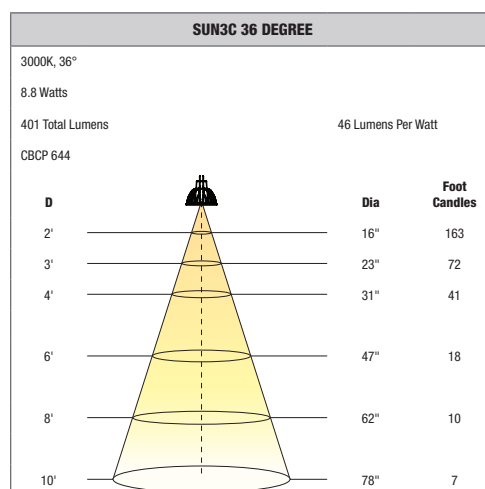 SUN3C 36 DEGREE
3000K, 36°
8.8 Watts
401 Total Lumens 46 Lumens Per Watt
CBCP 644
D Dia Foot Candles
2' 16" 163
3' 23" 72
4' 31" 41
6' 47" 18
8' 62" 10
10' 78" 7